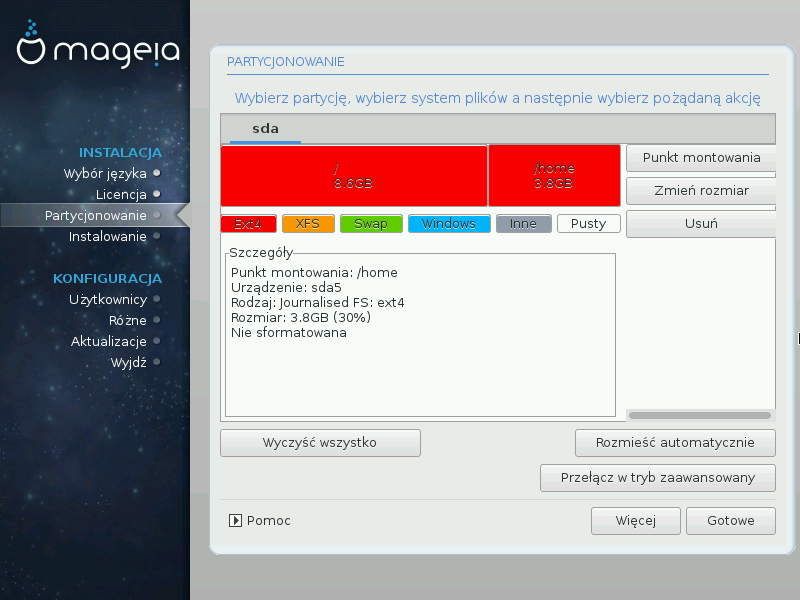 mageia
INSTALACJA
Wybór języka
Licencja
Partycjonowanie
Instalowanie
KONFIGURACJA
Użytkownicy
Różne
Aktualizacje
Wyjdź
PARTYCJONOWANIE
Wybierz partycję, wybierz system plików a następnie wybierz pożądaną akcję
sda
/
8.6GB
/home
3.8GB
Punkt montowania
Zmień rozmiar
Usuń
Ext4 XFS Swap Windows Inne Pusty
Szczegóły
Punkt montowania: /home
Urządzenie: sda5
Rodzaj: Journalised FS: ext4
Rozmiar: 3.8GB (30%)
Nie sformatowana
Wyczyść wszystko
Rozmieść automatycznie
Przełącz w tryb zaawansowany
Pomoc
Więcej
Gotowe